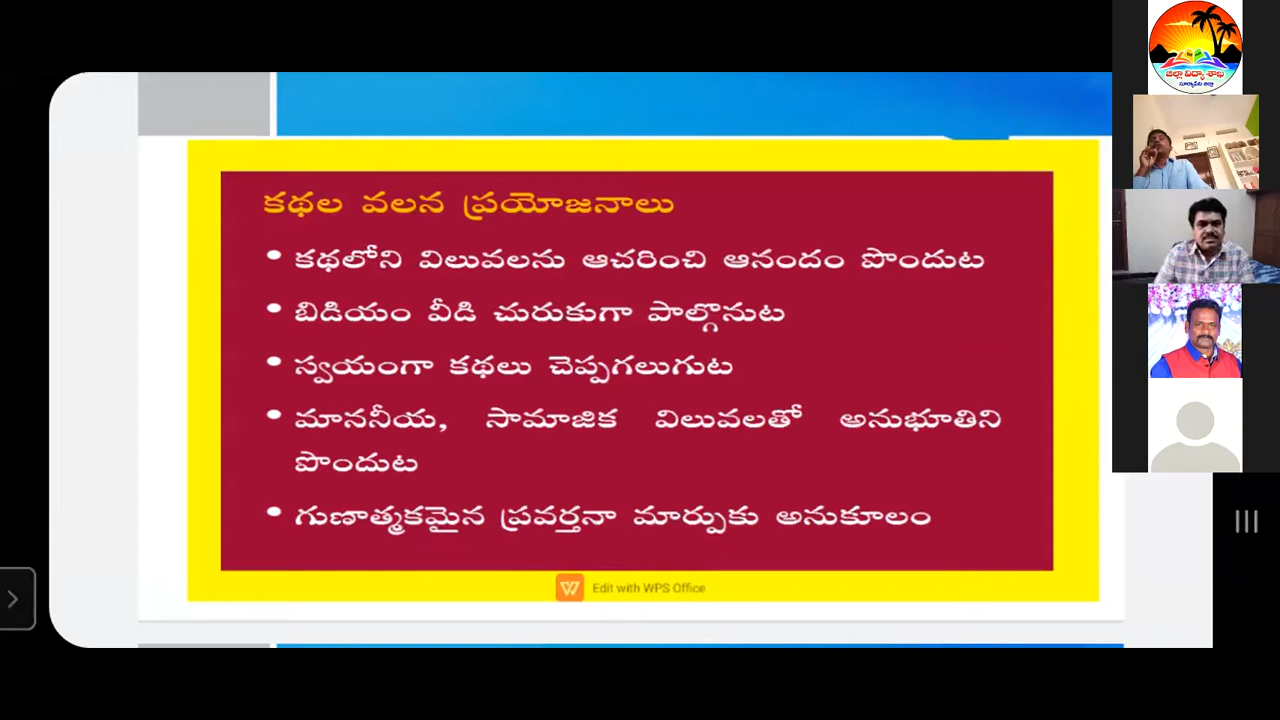 జిల్లా విద్యా శాఖ
సూర్యాపేట జిల్లా
కథల వలన ప్రయోజనాలు
• కథలోని విలువలను ఆచరించి ఆనందం పొందుట
• బిడియం వీడి చురుకుగా పాల్గొనుట
• స్వయంగా కథలు చెప్పగలుగుట
• మాననీయ, సామాజిక విలువలతో అనుభూతిని
పొందుట
• గుణాత్మకమైన ప్రవర్తనా మార్పుకు అనుకూలం
Edit with WPS Office